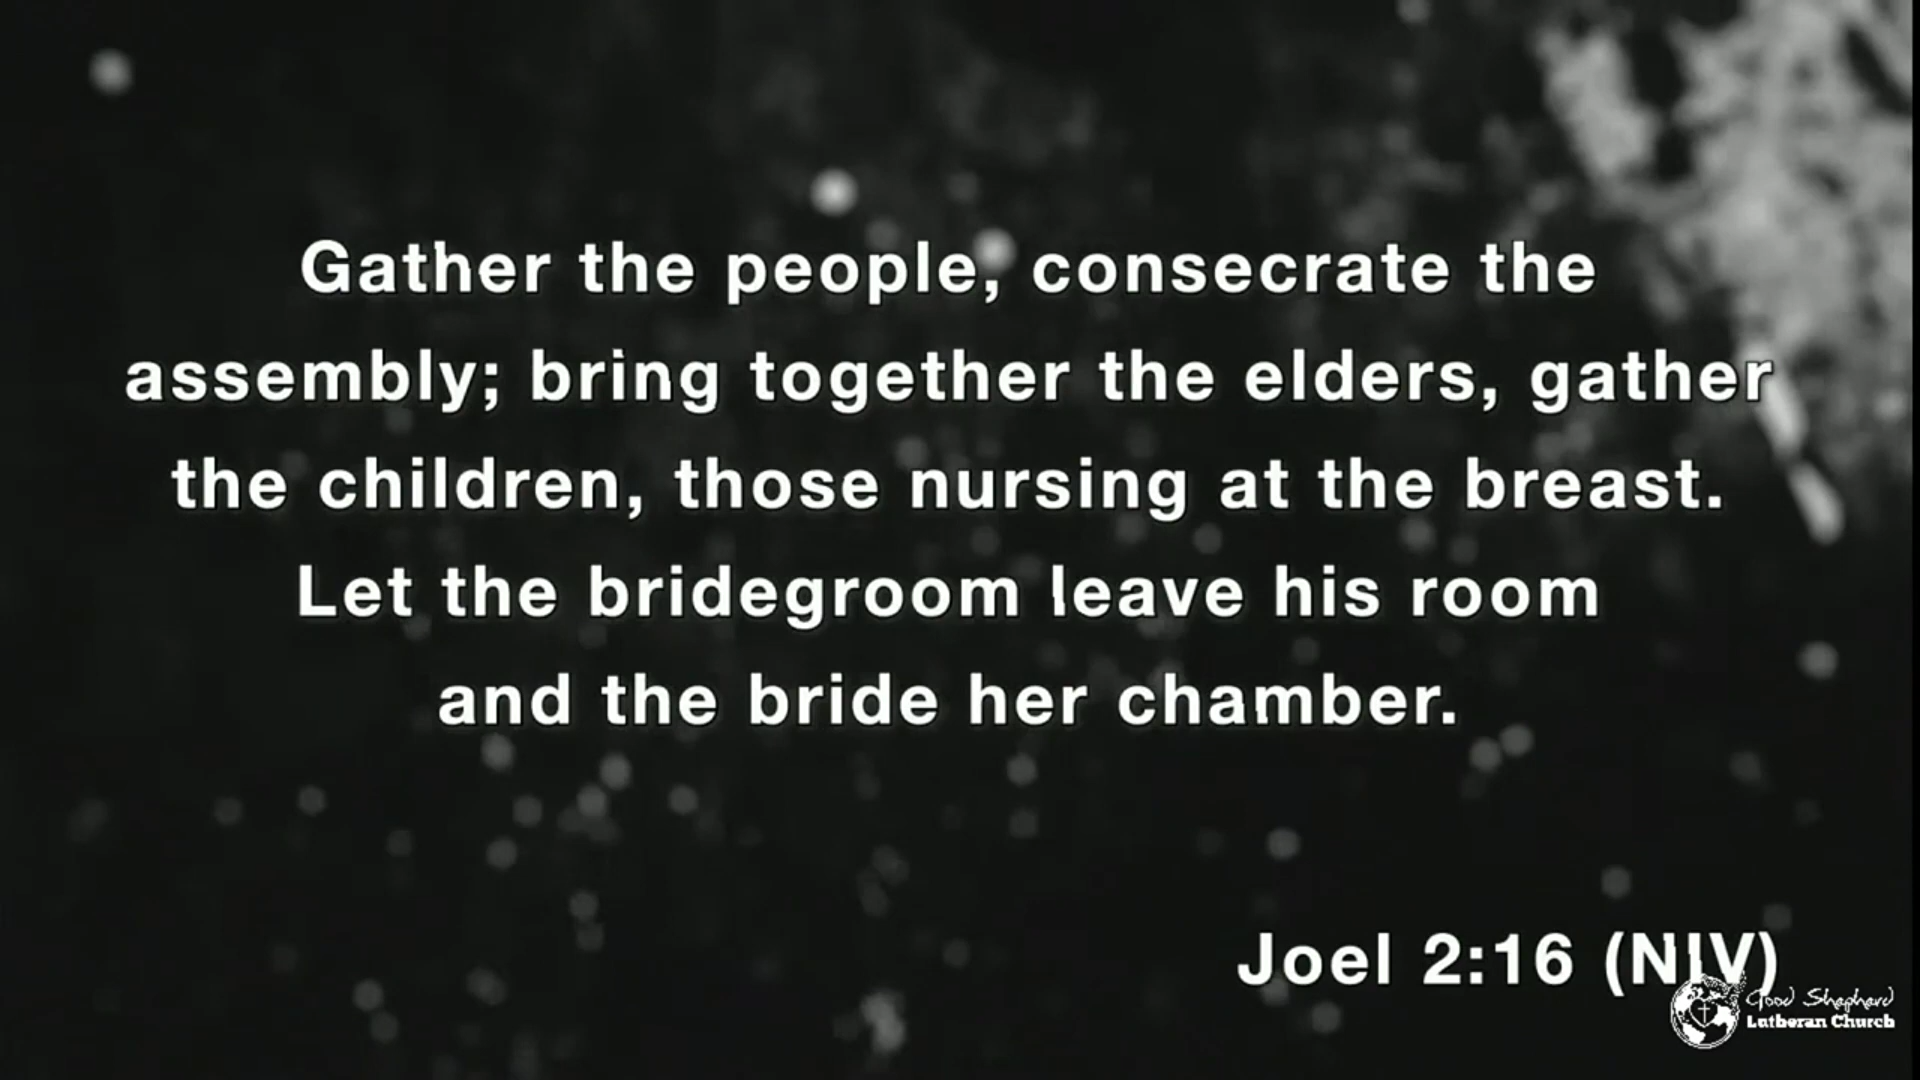 Gather the people, consecrate the
assembly; bring together the elders, gather
the children, those nursing at the breast.
Let the bridegroom leave his room
and the bride her chamber.
Joel 2:16 (NIV)
Good Shaphard
Lutheran Church